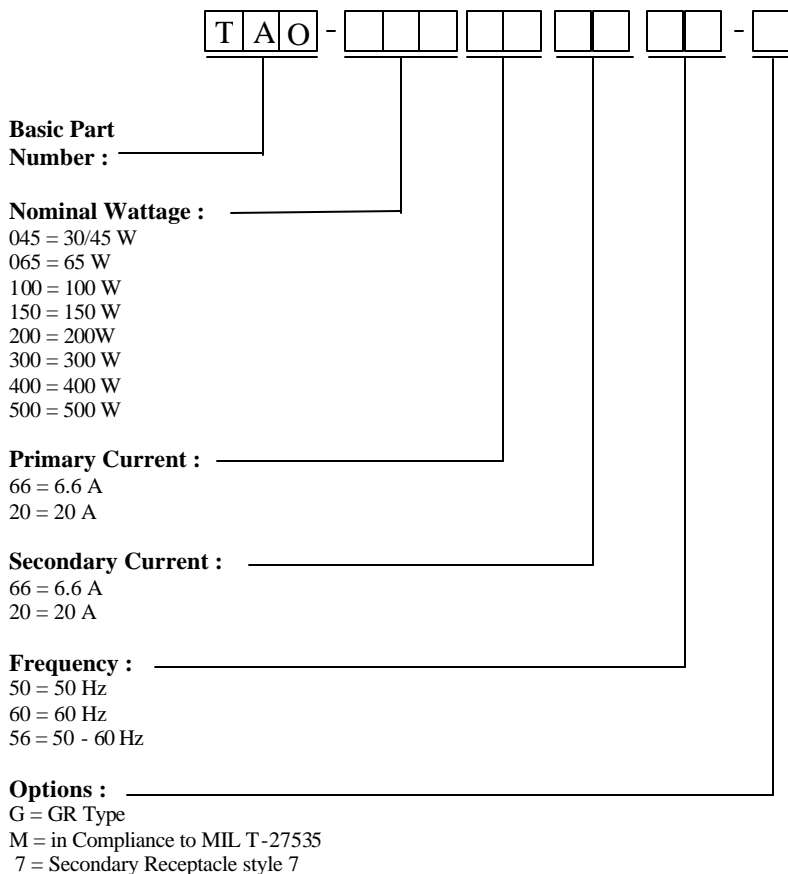 T A O - -
Basic Part
Number :
Nominal Wattage :
045 = 30/45 W
065 = 65 W
100 = 100 W
150 = 150 W
200 = 200W
300 = 300 W
400 = 400 W
500 = 500 W
Primary Current :
66 = 6.6 A
20 = 20 A
Secondary Current :
66 = 6.6 A
20 = 20 A
Frequency :
50 = 50 Hz
60 = 60 Hz
56 = 50 - 60 Hz
Options :
G = GR Type
M = in Compliance to MIL T-27535
7 = Secondary Receptacle style 7